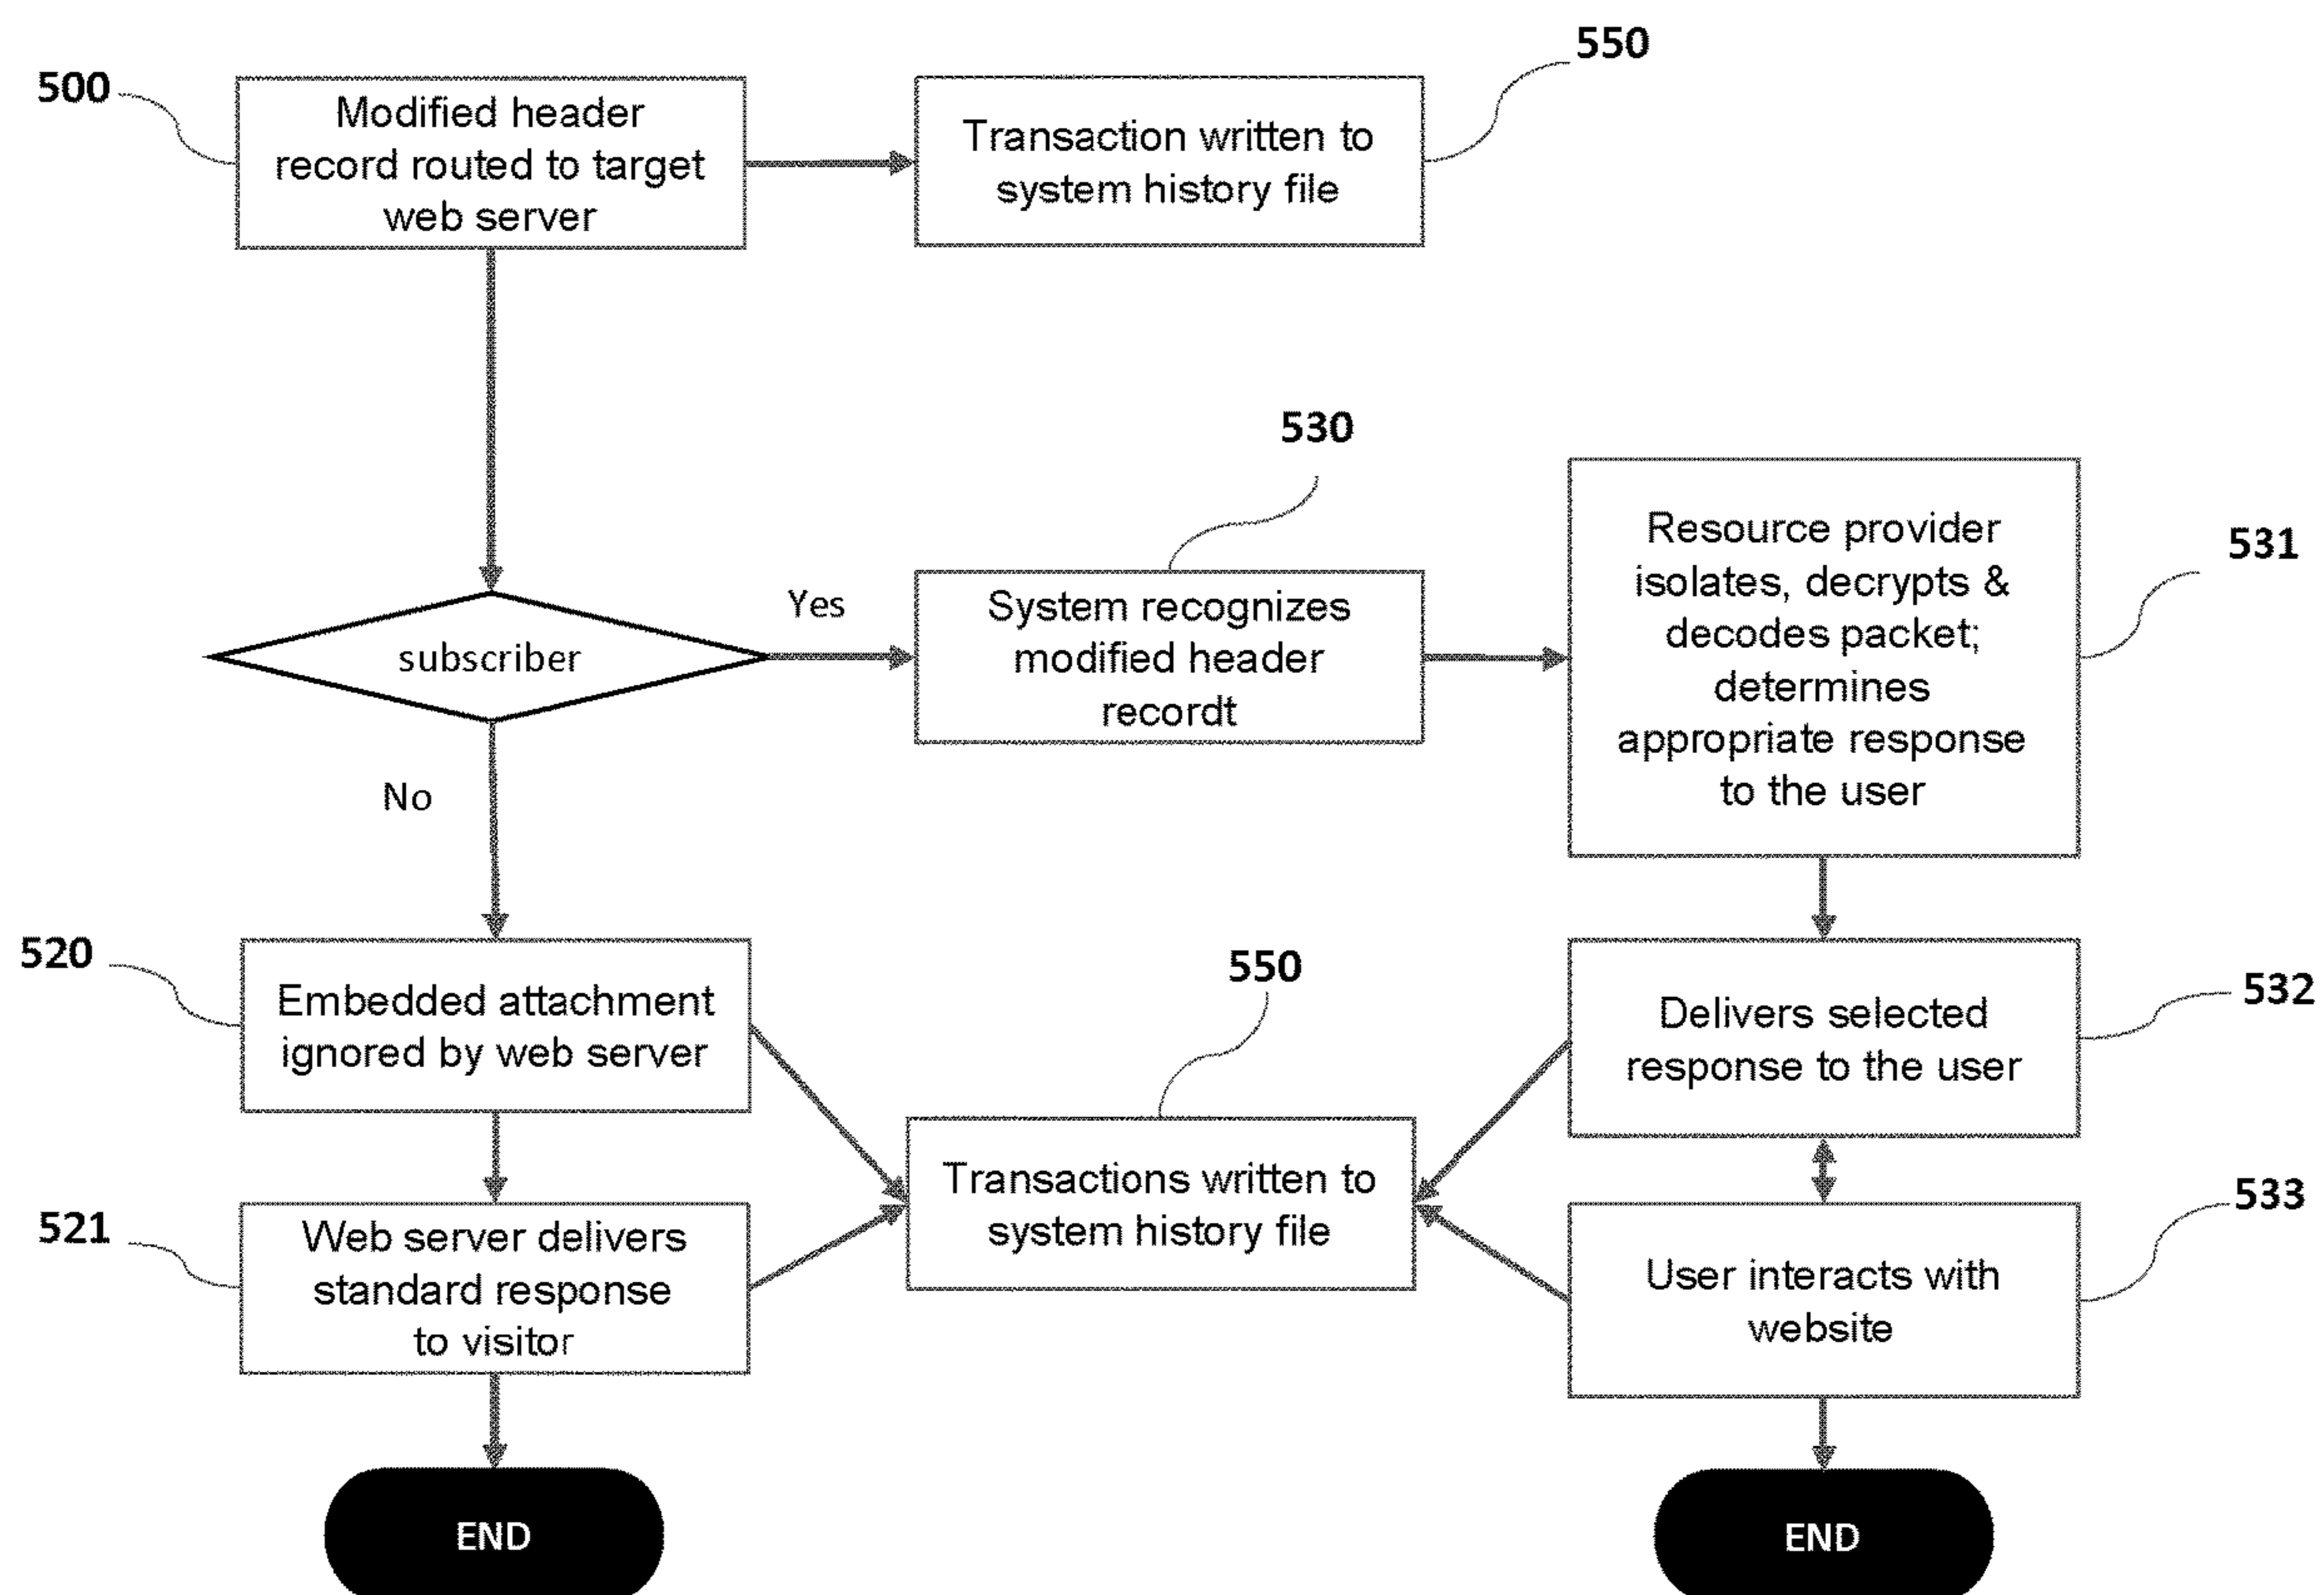 500
Modified header
record routed to target
web server
550
Transaction written to
system history file
subscriber
Yes
No
530
System recognizes
modified header
recordt
531
Resource provider
isolates, decrypts &
decodes packet;
determines
appropriate response
to the user
520
Embedded attachment
ignored by web server
550
Transactions written to
system history file
532
Delivers selected
response to the user
521
Web server delivers
standard response
to visitor
533
User interacts with
website
END
END